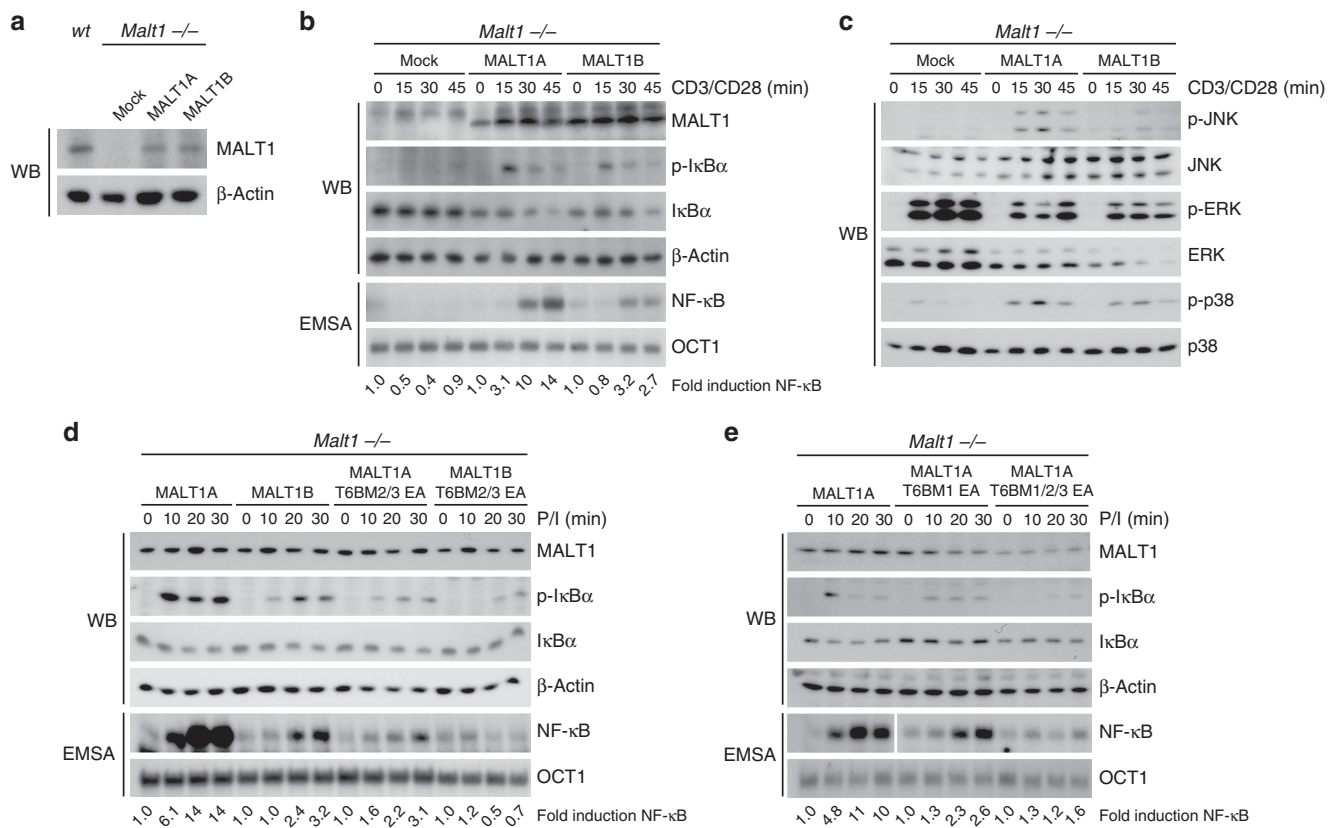 a
wt Malt1 –/–
Mock MALT1A MALT1B
WB
MALT1
β-Actin
b
Malt1 –/–
Mock MALT1A MALT1B
0 15 30 45 0 15 30 45 0 15 30 45 CD3/CD28 (min)
WB
MALT1
p-IκBα
IκBα
β-Actin
EMSA
NF-κB
OCT1
1.0 0.5 0.4 0.9 1.0 3.1 10 14 1.0 0.8 3.2 2.7 Fold induction NF-κB
c
Malt1 –/–
Mock MALT1A MALT1B
0 15 30 45 0 15 30 45 0 15 30 45 CD3/CD28 (min)
WB
p-JNK
JNK
p-ERK
ERK
p-p38
p38
d
Malt1 –/–
MALT1A MALT1B MALT1A T6BM2/3 EA MALT1B T6BM2/3 EA
0 10 20 30 0 10 20 30 0 10 20 30 0 10 20 30 P/I (min)
WB
MALT1
p-IκBα
IκBα
β-Actin
EMSA
NF-κB
OCT1
1.0 6.1 14 14 1.0 1.0 2.4 3.2 1.0 1.6 2.2 3.1 1.0 1.2 0.5 0.7 Fold induction NF-κB
e
Malt1 –/–
MALT1A MALT1A T6BM1 EA MALT1A T6BM1/2/3 EA
0 10 20 30 0 10 20 30 0 10 20 30 P/I (min)
WB
MALT1
p-IκBα
IκBα
β-Actin
EMSA
NF-κB
OCT1
1.0 4.8 11 10 1.0 1.3 2.3 2.6 1.0 1.3 1.2 1.6 Fold induction NF-κB